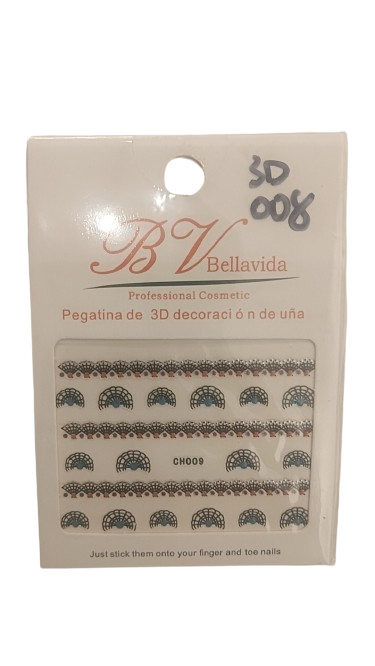 3D
008
BV Bellavida
Professional Cosmetic
Pegatina de 3D decoraci ó n de uña
CH009
Just stick them onto your finger and toe nails